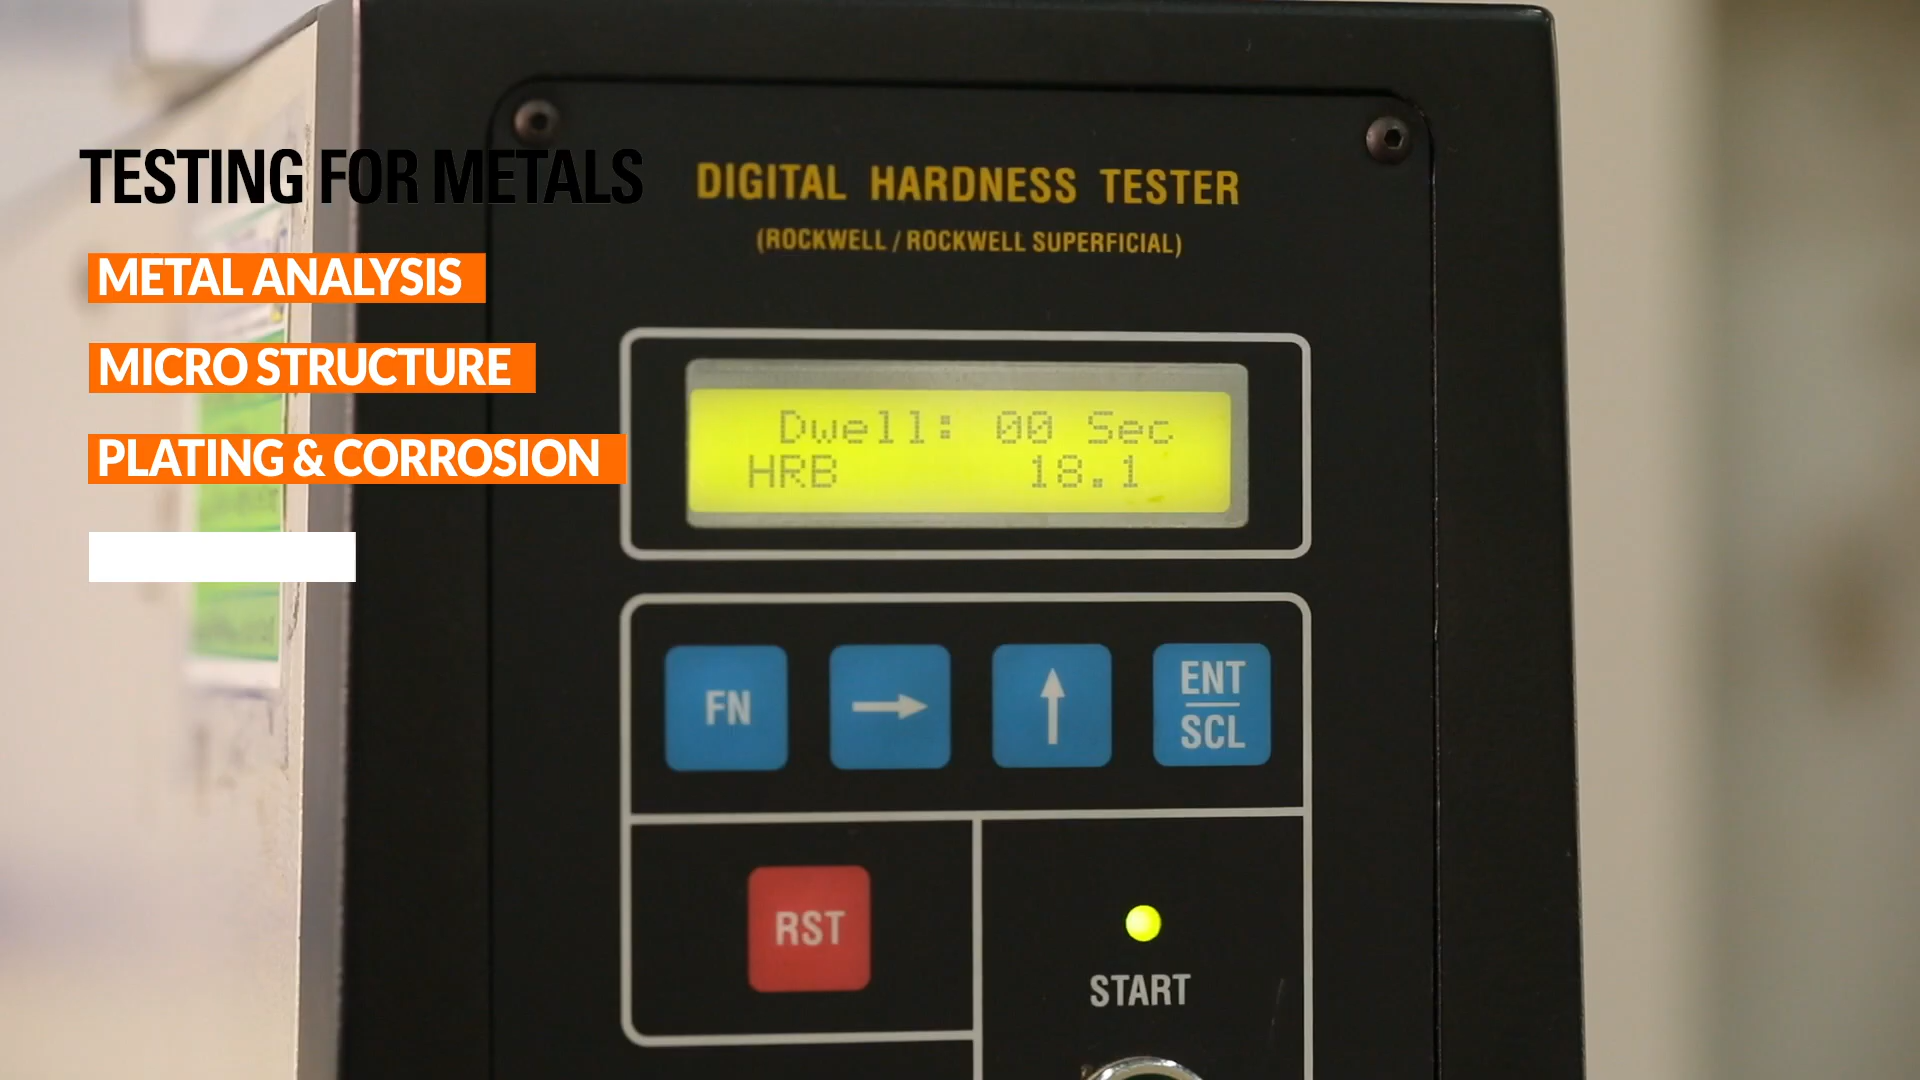 TESTING FOR METALS
METAL ANALYSIS
MICRO STRUCTURE
PLATING & CORROSION
DIGITAL HARDNESS TESTER
(ROCKWELL / ROCKWELL SUPERFICIAL)
Dwell: 00 Sec
HRB 18.1
FN
ENT
SCL
RST
START